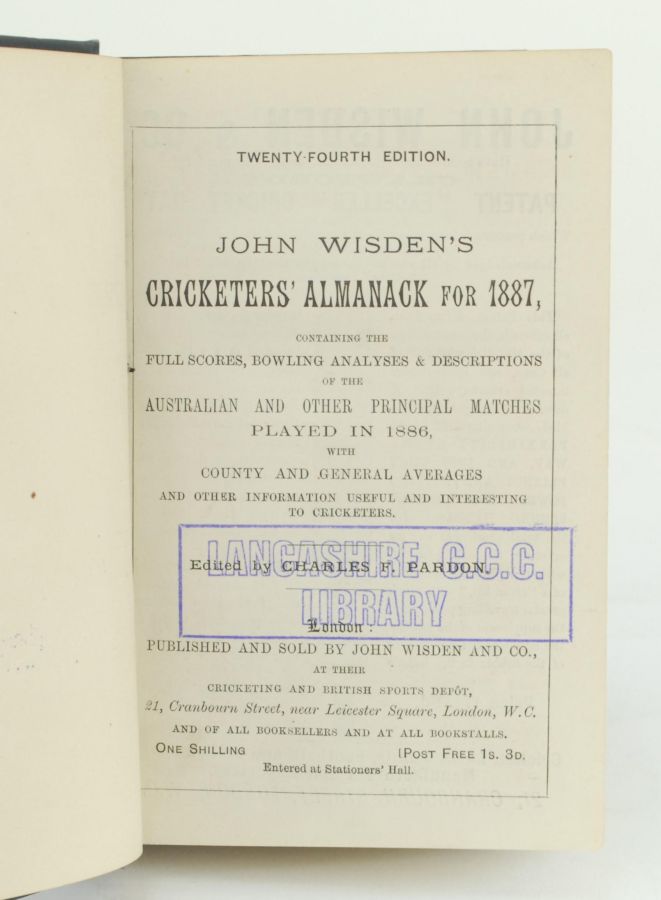 TWENTY-FOURTH EDITION.
JOHN WISDEN'S
CRICKETERS' ALMANACK FOR 1887,
CONTAINING THE
FULL SCORES, BOWLING ANALYSES & DESCRIPTIONS
OF THE
AUSTRALIAN AND OTHER PRINCIPAL MATCHES
PLAYED IN 1886,
WITH
COUNTY AND GENERAL AVERAGES
AND OTHER INFORMATION USEFUL AND INTERESTING
TO CRICKETERS.
LANCASHIRE C.C.C.
Edited by CHARLES F. PARDON.
LIBRARY
London:
PUBLISHED AND SOLD BY JOHN WISDEN AND CO.,
AT THEIR
CRICKETING AND BRITISH SPORTS DEPÔT,
21, Cranbourn Street, near Leicester Square, London, W.C.
AND OF ALL BOOKSELLERS AND AT ALL BOOKSTALLS.
ONE SHILLING [POST FREE 1S. 3D.
Entered at Stationers' Hall.